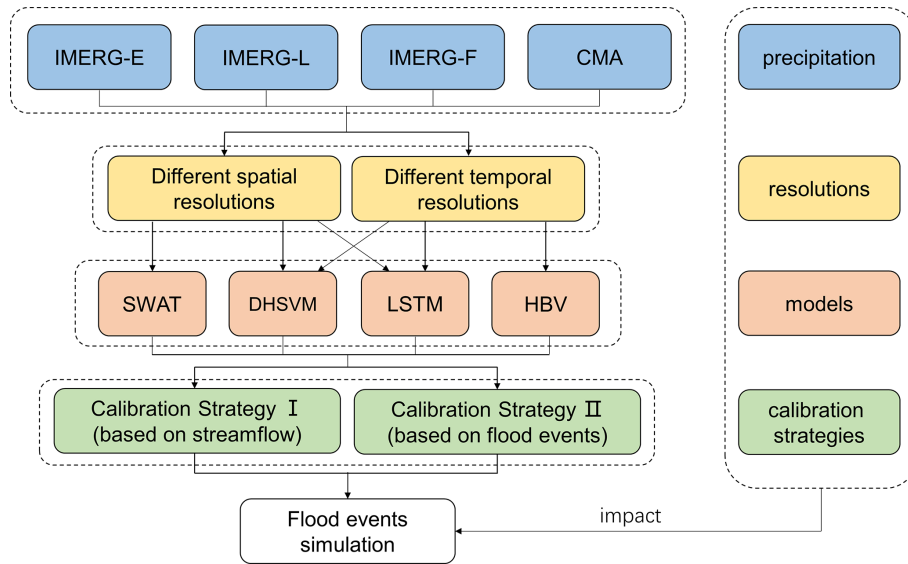 IMERG-E
IMERG-L
IMERG-F
CMA
precipitation
Different spatial
resolutions
Different temporal
resolutions
resolutions
SWAT
DHSVM
LSTM
HBV
models
Calibration Strategy Ⅰ
(based on streamflow)
Calibration Strategy Ⅱ
(based on flood events)
calibration
strategies
Flood events
simulation
impact